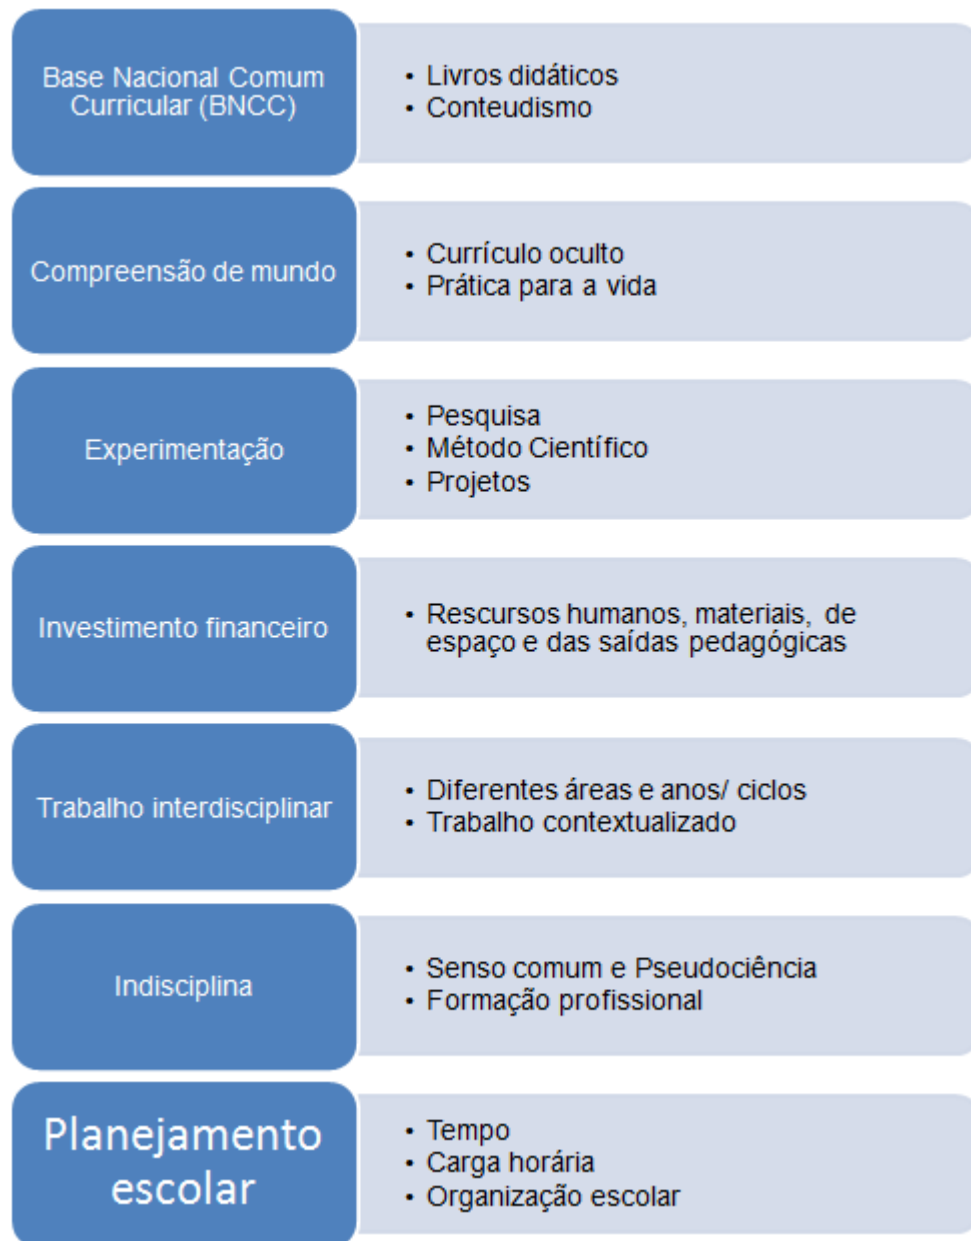 Base Nacional Comum
Curricular (BNCC)
• Livros didáticos
• Conteudismo
Compreensão de mundo
• Currículo oculto
• Prática para a vida
Experimentação
• Pesquisa
• Método Científico
• Projetos
Investimento financeiro
• Rescursos humanos, materiais, de
espaço e das saídas pedagógicas
Trabalho interdisciplinar
• Diferentes áreas e anos/ ciclos
• Trabalho contextualizado
Indisciplina
• Senso comum e Pseudociência
• Formação profissional
Planejamento
escolar
• Tempo
• Carga horária
• Organização escolar